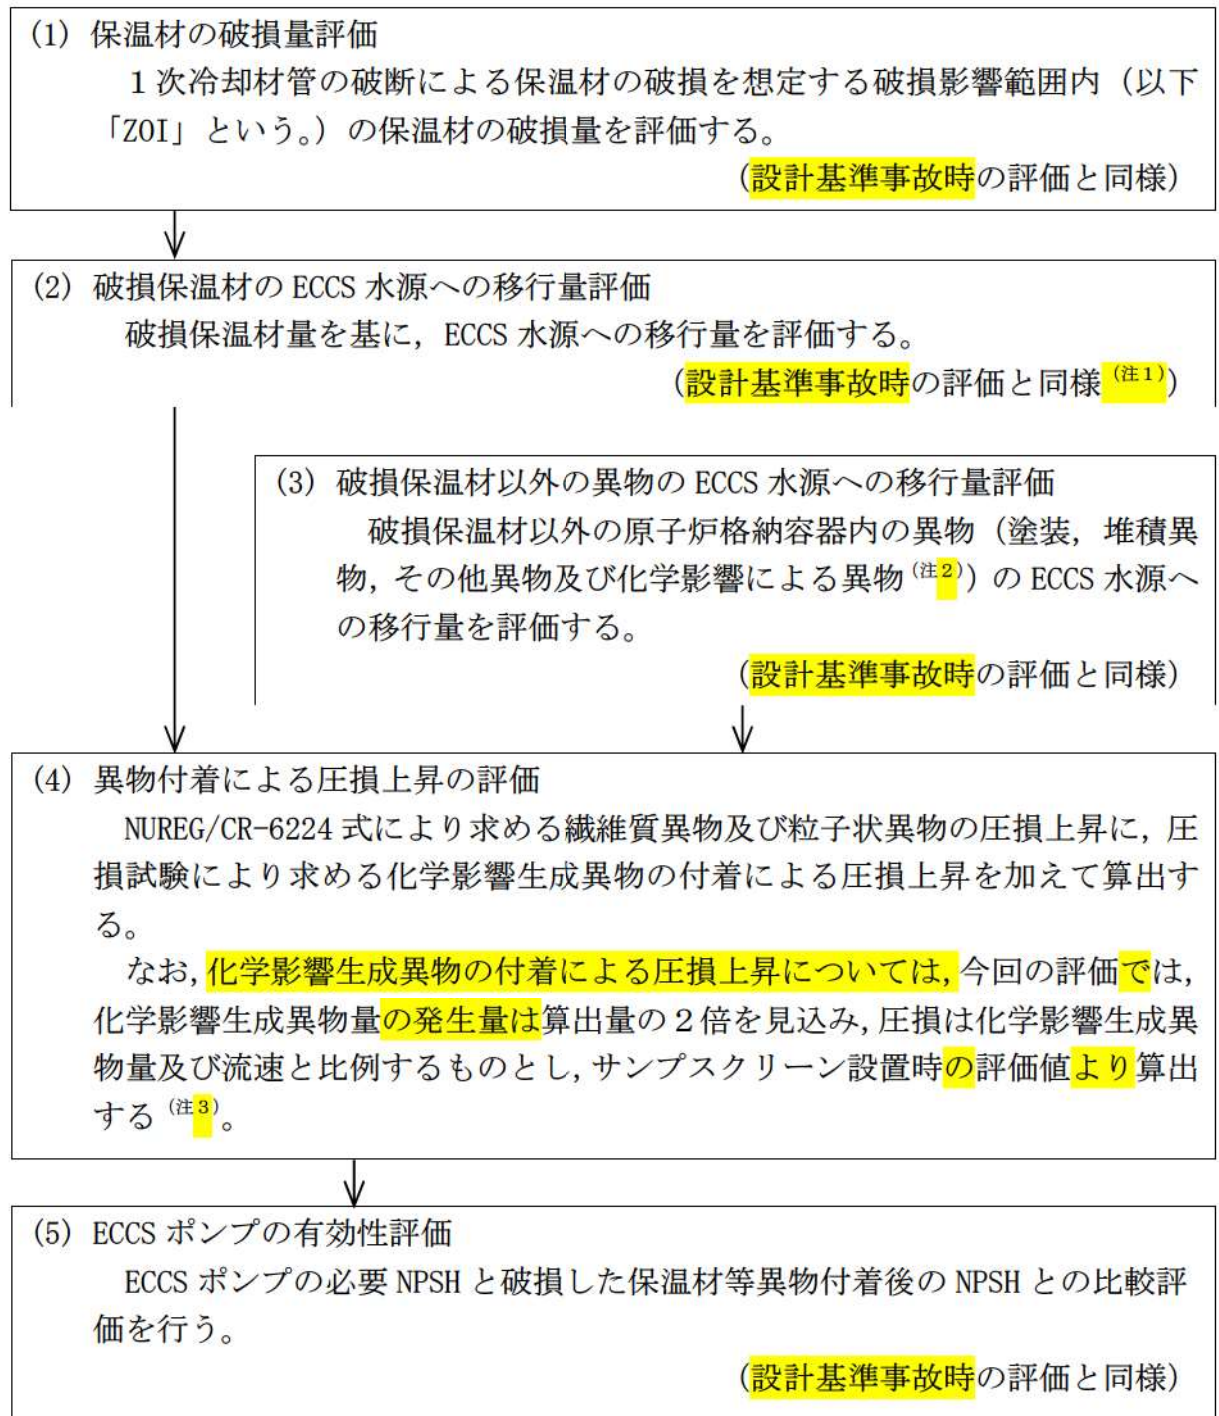 (1) 保温材の破損量評価
１次冷却材管の破断による保温材の破損を想定する破損影響範囲内（以下
「ZOI」という。）の保温材の破損量を評価する。
（設計基準事故時の評価と同様）
(2) 破損保温材の ECCS 水源への移行量評価
破損保温材量を基に，ECCS 水源への移行量を評価する。
（設計基準事故時の評価と同様（注１））
(3) 破損保温材以外の異物の ECCS 水源への移行量評価
破損保温材以外の原子炉格納容器内の異物（塗装，堆積異
物，その他異物及び化学影響による異物（注２））の ECCS 水源へ
の移行量を評価する。
（設計基準事故時の評価と同様）
(4) 異物付着による圧損上昇の評価
NUREG/CR-6224 式により求める繊維質異物及び粒子状異物の圧損上昇に，圧
損試験により求める化学影響生成異物の付着による圧損上昇を加えて算出す
る。
なお，化学影響生成異物の付着による圧損上昇については，今回の評価では，
化学影響生成異物量の発生量は算出量の２倍を見込み，圧損は化学影響生成異
物量及び流速と比例するものとし，サンプスクリーン設置時の評価値より算出
する（注３）。
(5) ECCS ポンプの有効性評価
ECCS ポンプの必要 NPSH と破損した保温材等異物付着後の NPSH との比較評
価を行う。
（設計基準事故時の評価と同様）